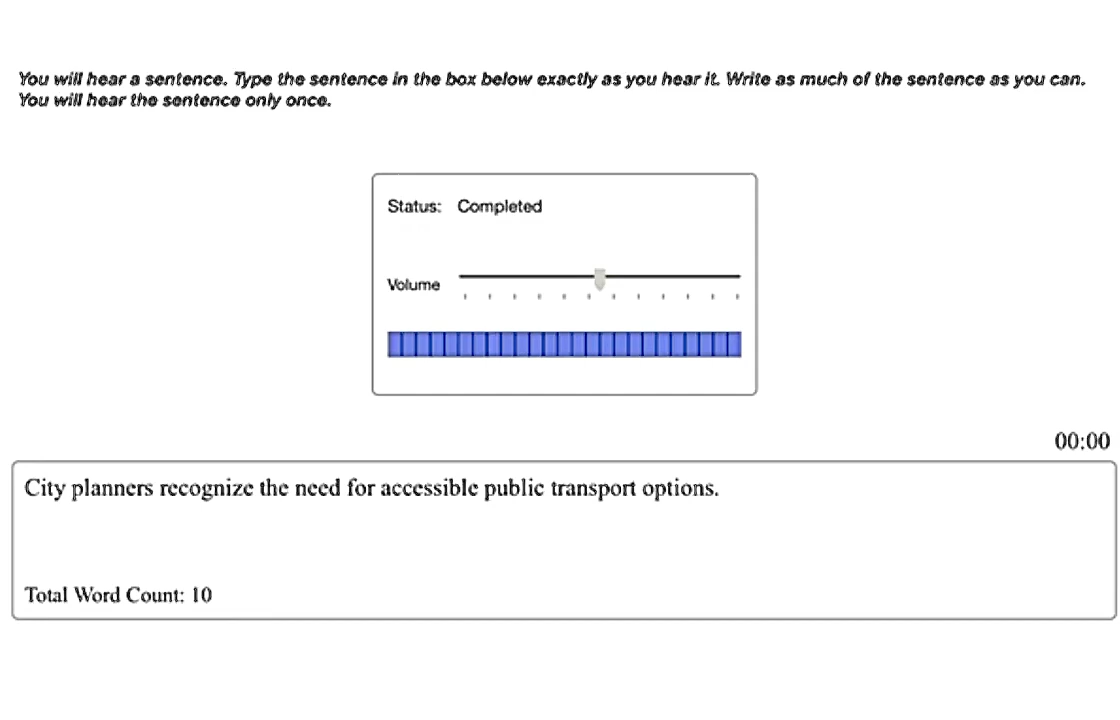 You will hear a sentence. Type the sentence in the box below exactly as you hear it. Write as much of the sentence as you can.
You will hear the sentence only once.
Status: Completed
Volume
00:00
City planners recognize the need for accessible public transport options.
Total Word Count: 10